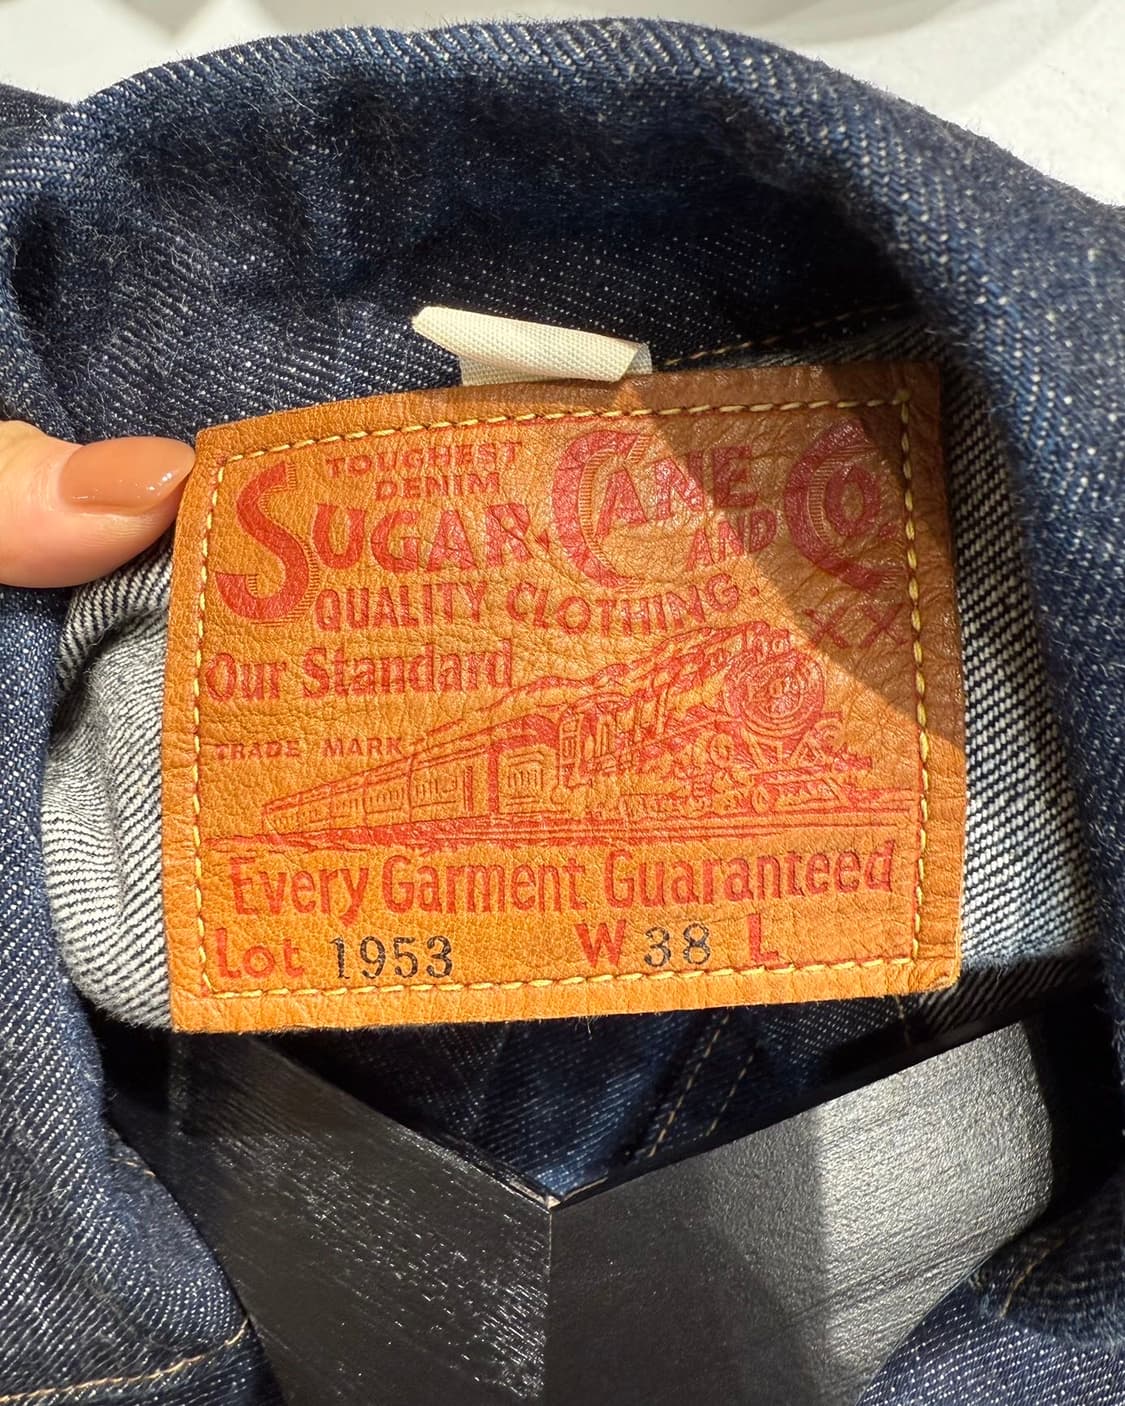 TOUGHEST
DENIM
SUGAR CANE CO.
AND
QUALITY CLOTHING.
XX
Our Standard
TRADE MARK
Every Garment Guaranteed
Lot 1953 W 38 L